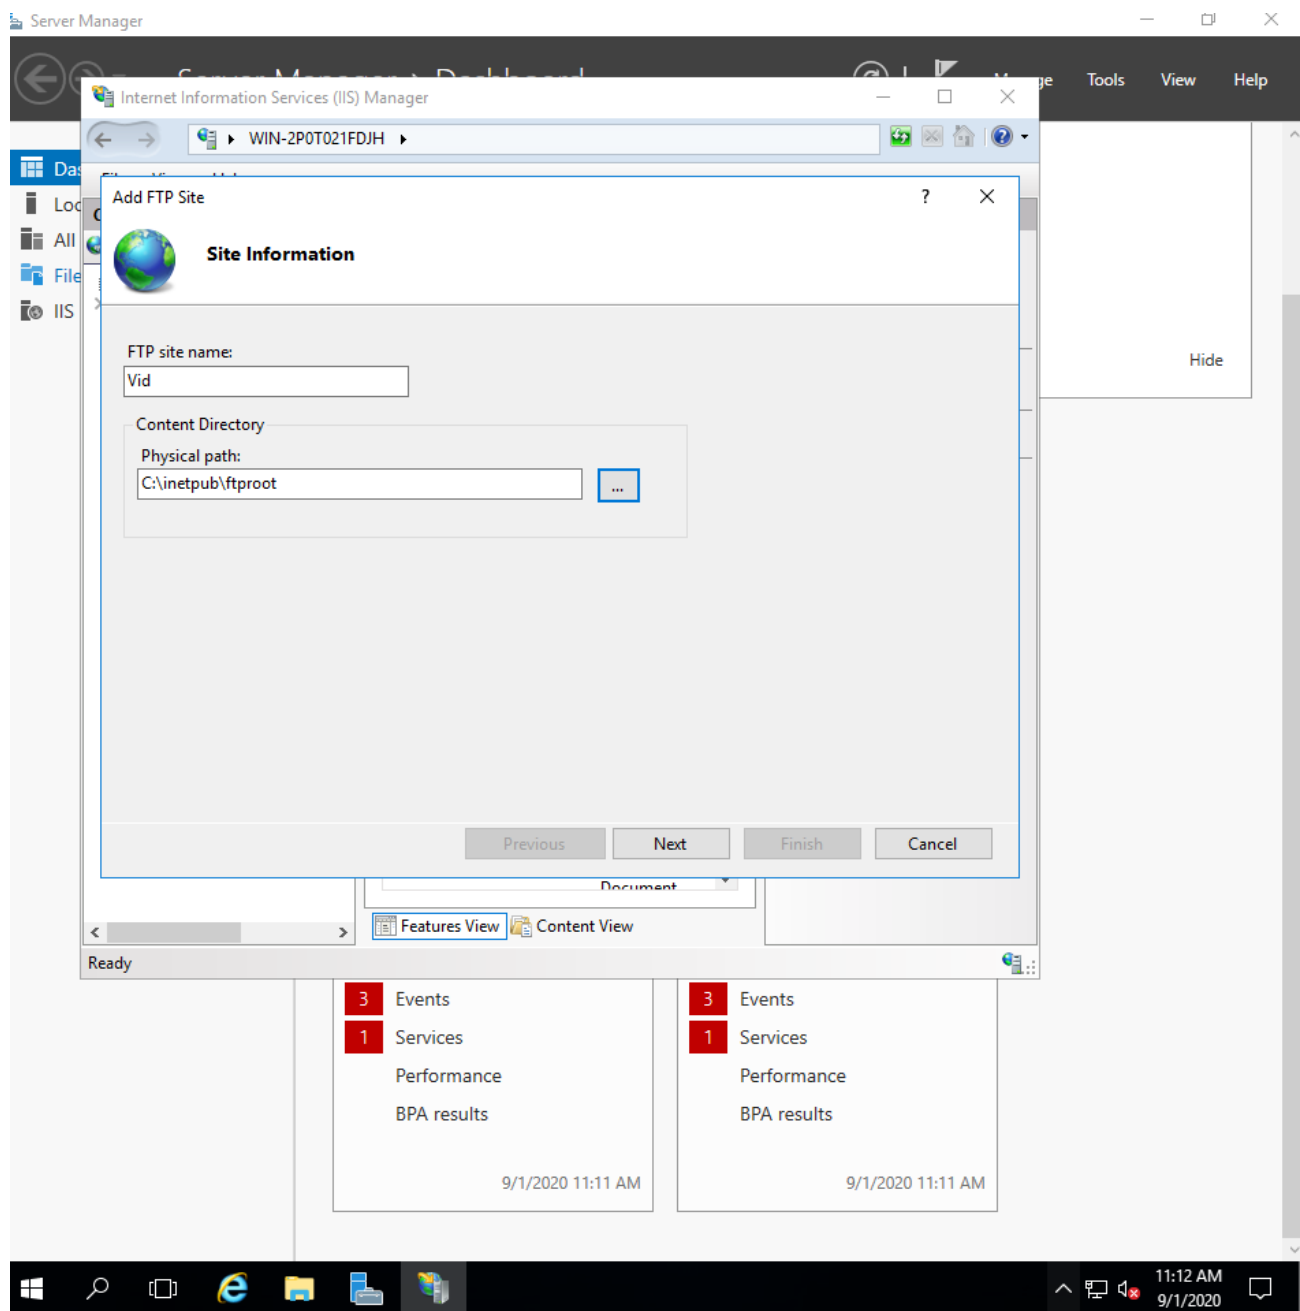 Server Manager
Manager Dashboard
Tools View Help
Internet Information Services (IIS) Manager
WIN-2P0T021FDJH
Add FTP Site
?
Site Information
All
File
IIS
FTP site name:
Vid
Hide
Content Directory
Physical path:
C:\inetpub\ftproot
...
Previous
Next
Finish
Cancel
Document
Features View
Content View
Ready
3 Events
1 Services
Performance
BPA results
9/1/2020 11:11 AM
3 Events
1 Services
Performance
BPA results
9/1/2020 11:11 AM
11:12 AM
9/1/2020